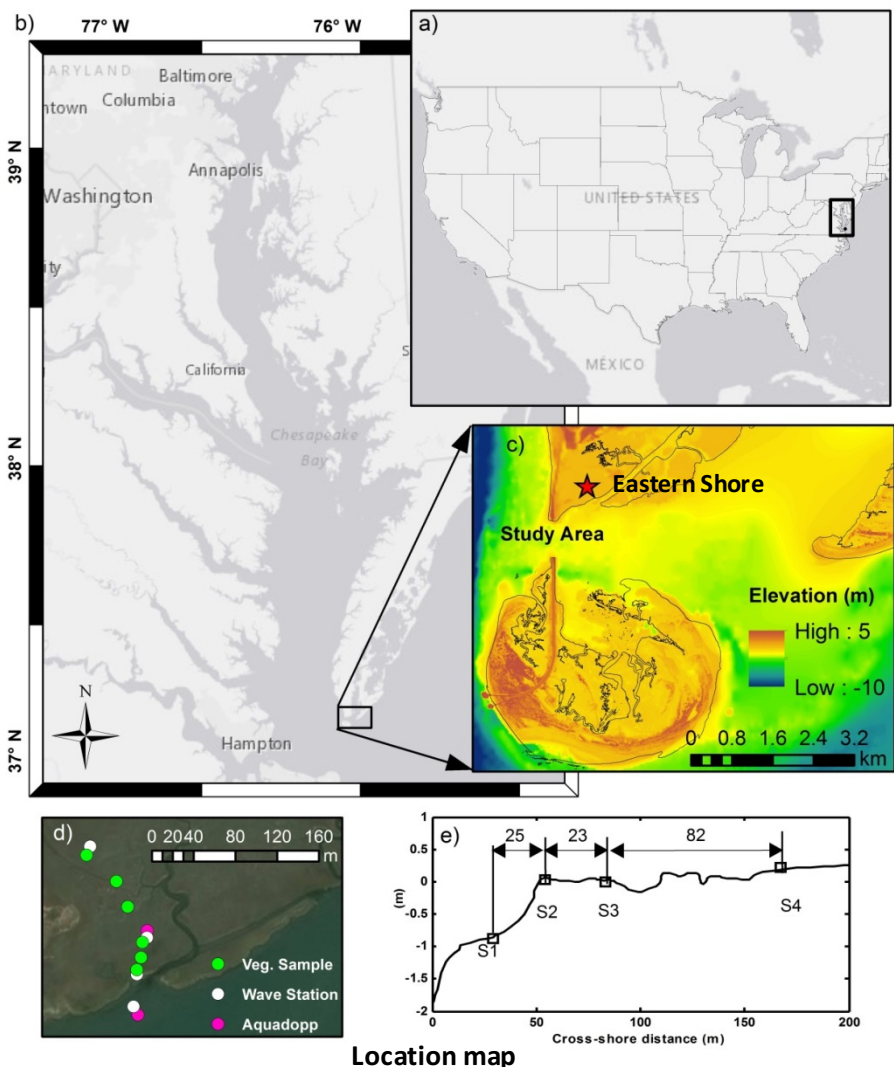 b)
77° W
76° W
39° N
38° N
37° N
ARYLAND
Baltimore
ntown
Columbia
Annapolis
Washington
ity
California
S
Chesapeake
Bay
N
Hampton
a)
UNITED STATES
MÉXICO
c)
Eastern Shore
Study Area
Elevation (m)
High : 5
Low : -10
0 0.8 1.6 2.4 3.2
km
d)
0 20 40 80 120 160
m
Veg. Sample
Wave Station
Aquadopp
e)
25 23 82
1
0.5
0
-0.5
-1
-1.5
-2
(m)
S1
S2
S3
S4
0 50 100 150 200
Cross-shore distance (m)
Location map